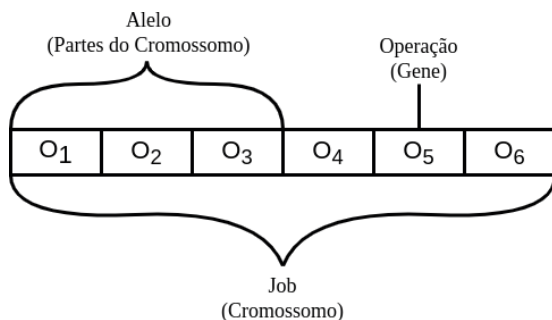 Alelo
(Partes do Cromossomo)
Operação
(Gene)
O1 O2 O3 O4 O5 O6
Job
(Cromossomo)